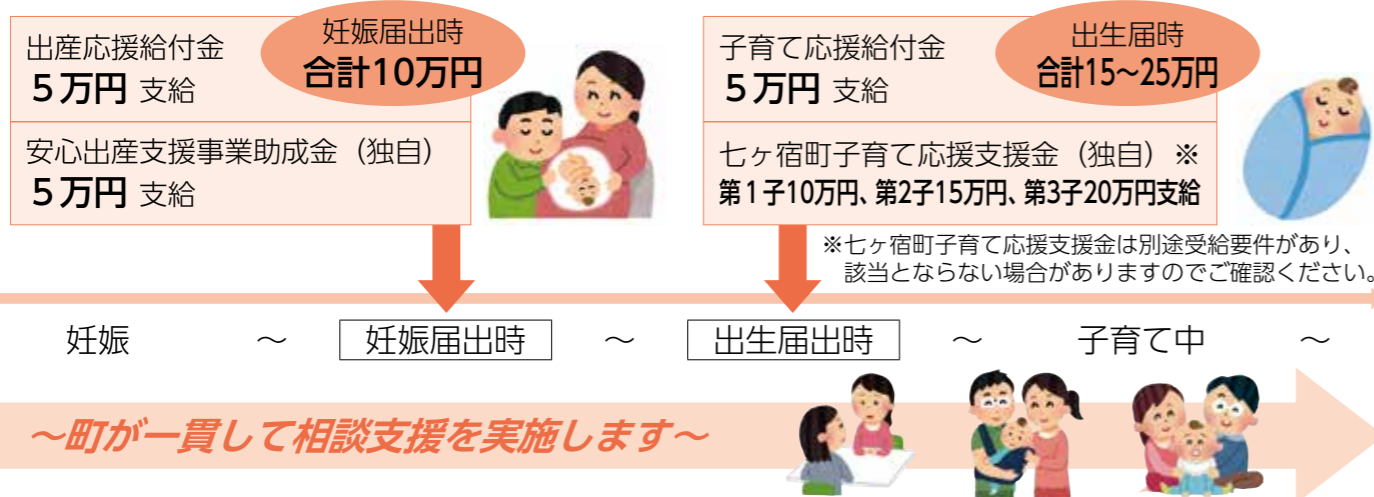 出産応援給付金
5万円 支給
妊娠届出時
合計10万円
安心出産支援事業助成金（独自）
5万円 支給
子育て応援給付金
5万円 支給
出生届時
合計15～25万円
七ヶ宿町子育て応援支援金（独自）※
第1子10万円、第2子15万円、第3子20万円支給
※七ヶ宿町子育て応援支援金は別途受給要件があり、
該当とならない場合がありますのでご確認ください。
妊娠 ～ 妊娠届出時 ～ 出生届出時 ～ 子育て中 ～
～町が一貫して相談支援を実施します～